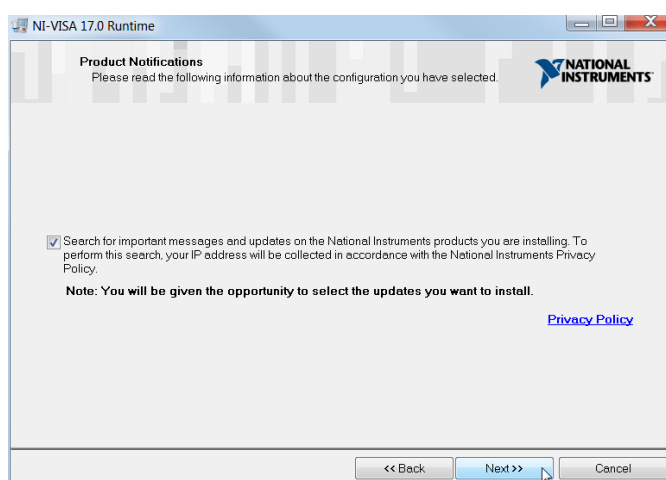 NI-VISA 17.0 Runtime
Product Notifications
Please read the following information about the configuration you have selected.
NATIONAL
INSTRUMENTS
Search for important messages and updates on the National Instruments products you are installing. To
perform this search, your IP address will be collected in accordance with the National Instruments Privacy
Policy.
Note: You will be given the opportunity to select the updates you want to install.
Privacy Policy
<< Back
Next >>
Cancel